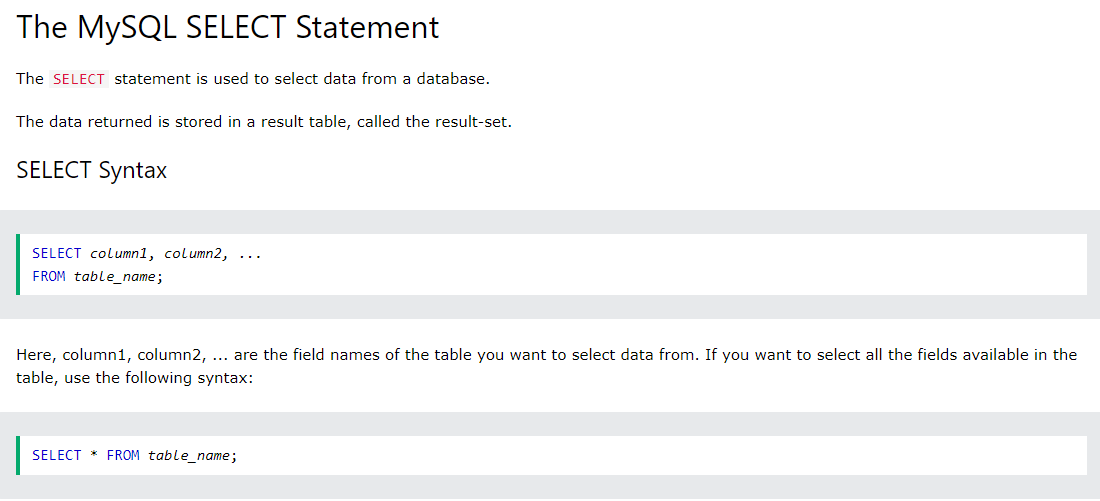 The MySQL SELECT Statement
The SELECT statement is used to select data from a database.
The data returned is stored in a result table, called the result-set.
SELECT Syntax
SELECT column1, column2, ...
FROM table_name;
Here, column1, column2, ... are the field names of the table you want to select data from. If you want to select all the fields available in the
table, use the following syntax:
SELECT * FROM table_name;